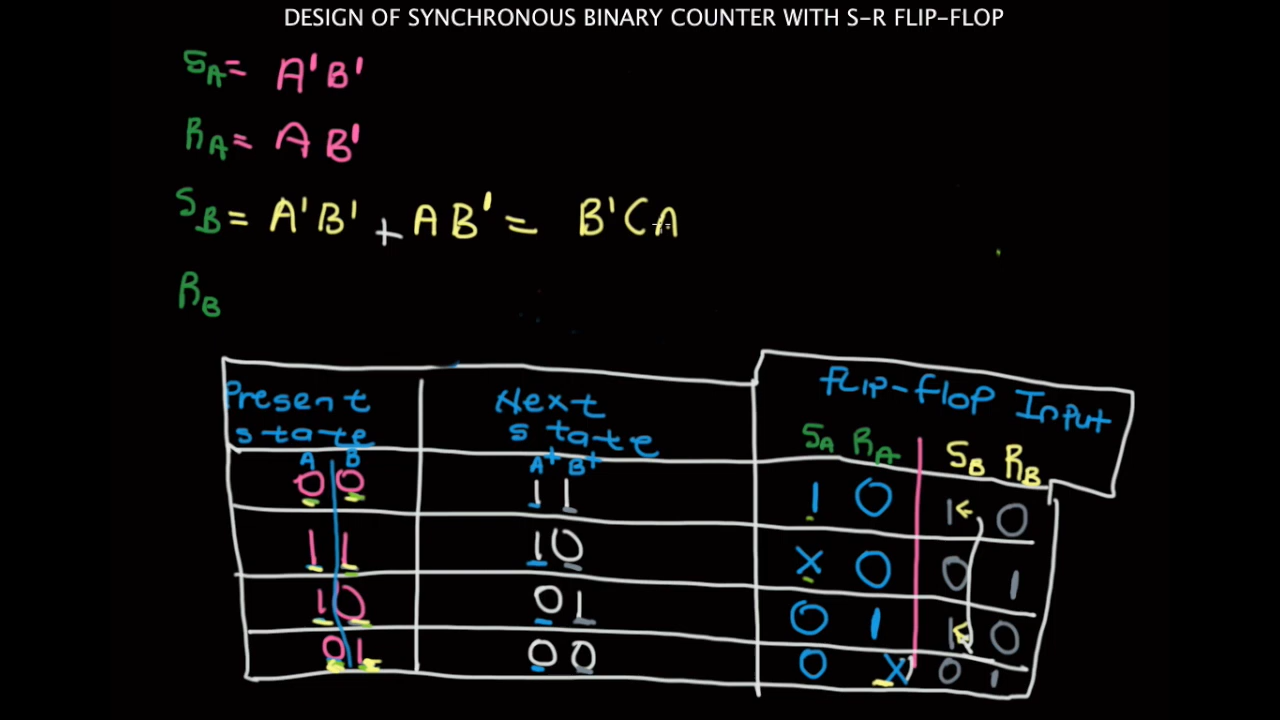 DESIGN OF SYNCHRONOUS BINARY COUNTER WITH S-R FLIP-FLOP
SA= A'B'
RA= AB'
SB= A'B' + AB' = B'(A
RB
Present state Next state FLIP-FLOP INPUT
A B A+ B+ SA RA SB RB
0 0 1 1 1 0 1 0
1 1 1 0 X 0 0 1
1 0 0 1 0 1 1 0
0 1 0 0 0 X 0 1